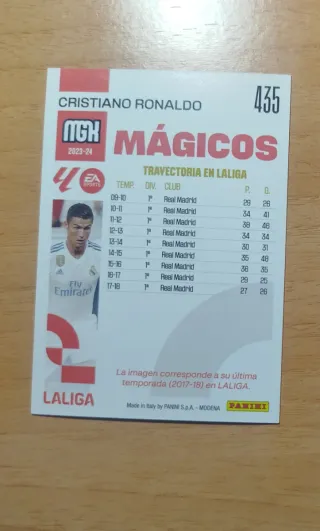 CRISTIANO RONALDO
435
MGK
2023-24
MÁGICOS
EA
SPORTS
TRAYECTORIA EN LALIGA
TEMP. DIV. CLUB P. G.
09-10 1ª Real Madrid 29 26
10-11 1ª Real Madrid 34 41
11-12 1ª Real Madrid 38 46
12-13 1ª Real Madrid 34 34
13-14 1ª Real Madrid 30 31
14-15 1ª Real Madrid 35 48
15-16 1ª Real Madrid 36 35
16-17 1ª Real Madrid 29 25
17-18 1ª Real Madrid 27 26
Fly
Emirates
La imagen corresponde a su última
temporada (2017-18) en LALIGA.
LALIGA
Made in Italy by PANINI S.p.A. - MODENA
PANINI